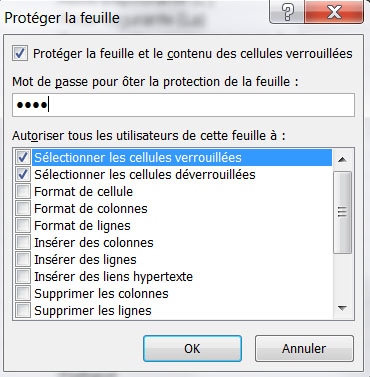 Protéger la feuille
Protéger la feuille et le contenu des cellules verrouillées
Mot de passe pour ôter la protection de la feuille :
••••
Autoriser tous les utilisateurs de cette feuille à :
Sélectionner les cellules verrouillées
Sélectionner les cellules déverrouillées
Format de cellule
Format de colonnes
Format de lignes
Insérer des colonnes
Insérer des lignes
Insérer des liens hypertexte
Supprimer les colonnes
Supprimer les lignes
OK Annuler